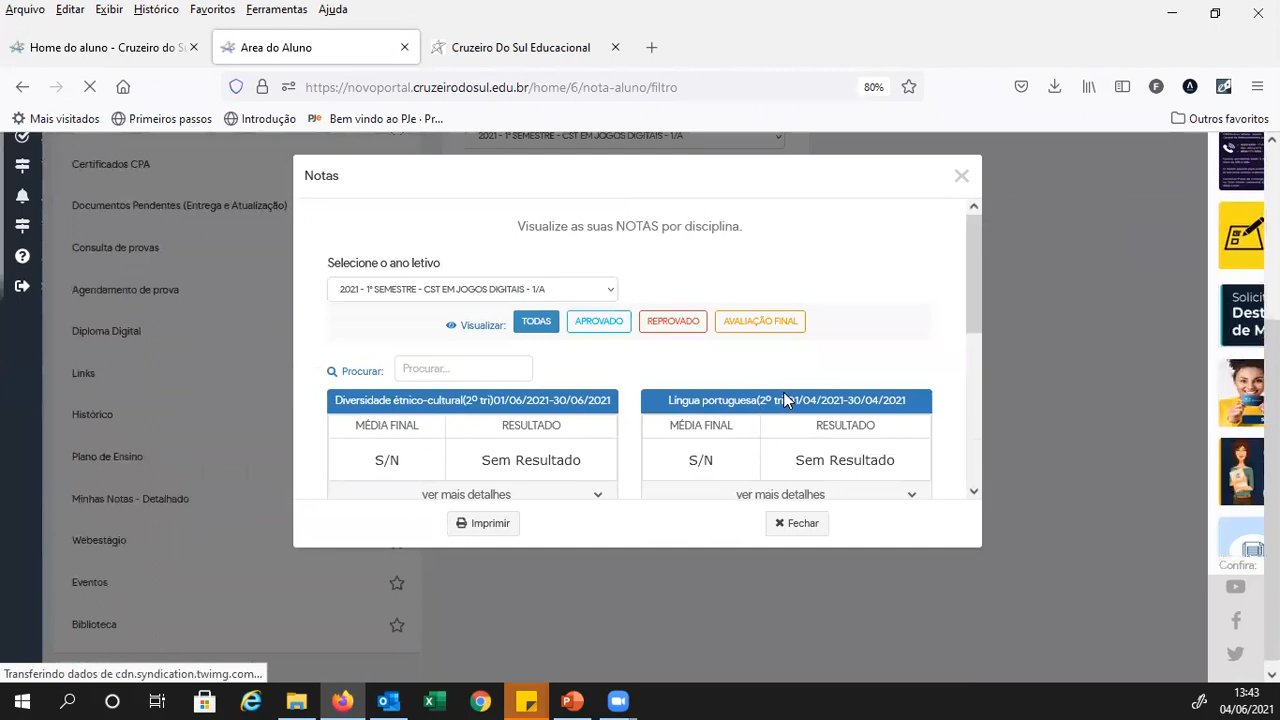 Arquivo Editar Exibir Histórico Favoritos Ferramentas Ajuda
Home do aluno - Cruzeiro do S
Area do Aluno
Cruzeiro Do Sul Educacional
https://novoportal.cruzeirodosul.edu.br/home/6/nota-aluno/filtro
80%
Mais visitados Primeiros passos Introdução Bem vindo ao PJe - Pr... Outros favoritos
2021 - 1º SEMESTRE - CST EM JOGOS DIGITAIS - 1/A
Certificados CPA
Documentos Pendentes (Entrega e Atualização)
Consulta de provas
Agendamento de prova
Diploma Digital
Links
Histórico
Plano de Ensino
Minhas Notas - Detalhado
Webestágio
Eventos
Biblioteca
Notas
Visualize as suas NOTAS por disciplina.
Selecione o ano letivo
2021 - 1º SEMESTRE - CST EM JOGOS DIGITAIS - 1/A
Visualizar: TODAS APROVADO REPROVADO AVALIAÇÃO FINAL
Procurar: Procurar...
Diversidade étnico-cultural(2º tri)01/06/2021-30/06/2021
MÉDIA FINAL RESULTADO
S/N Sem Resultado
ver mais detalhes
Língua portuguesa(2º tri 1/04/2021-30/04/2021
MÉDIA FINAL RESULTADO
S/N Sem Resultado
ver mais detalhes
Imprimir
Fechar
Solici
Dest
de M
Confira:
Transferindo dados de cdn.syndication.twimg.com...
13:43
04/06/2021